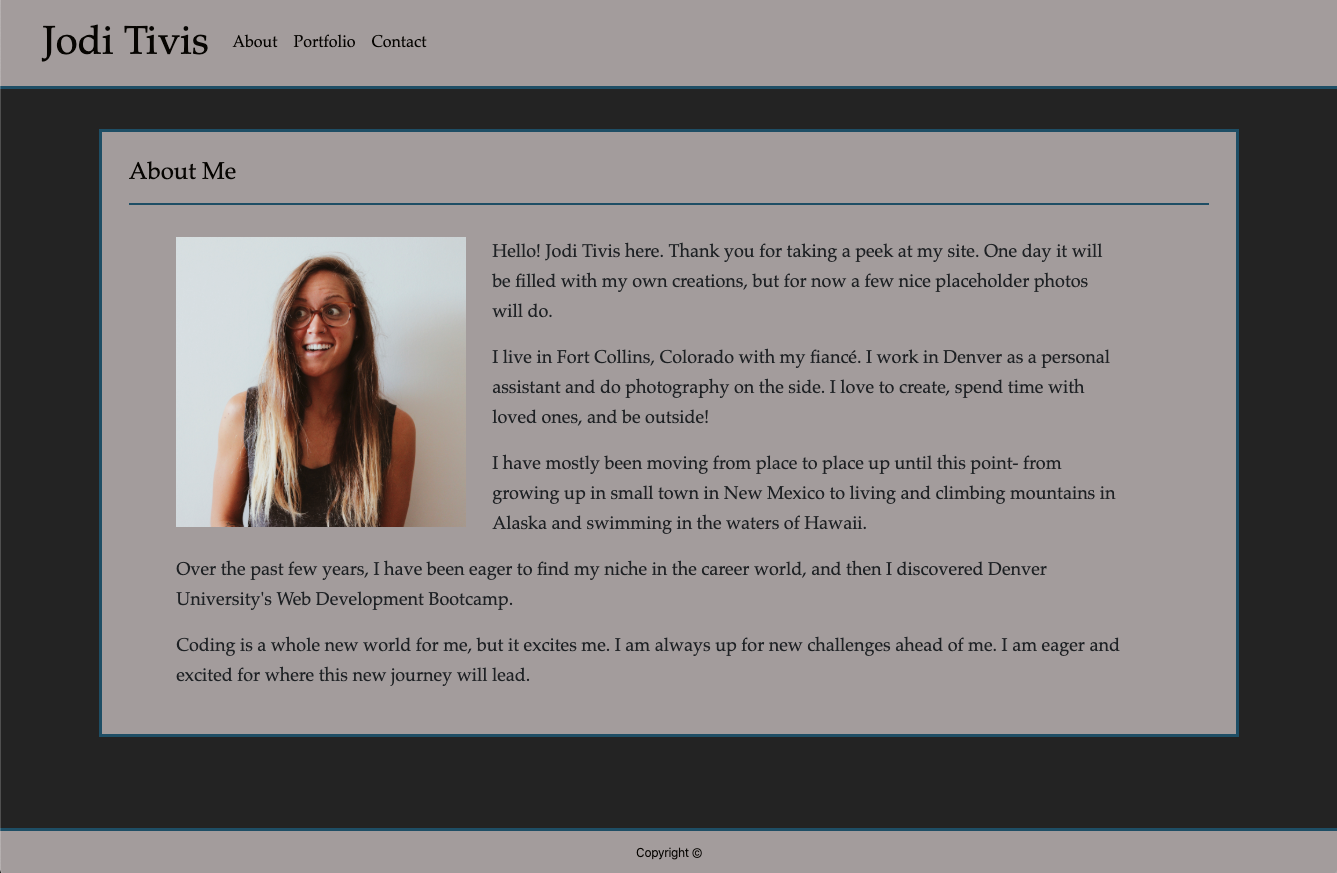 Jodi Tivis About Portfolio Contact
About Me
Hello! Jodi Tivis here. Thank you for taking a peek at my site. One day it will
be filled with my own creations, but for now a few nice placeholder photos
will do.
I live in Fort Collins, Colorado with my fiancé. I work in Denver as a personal
assistant and do photography on the side. I love to create, spend time with
loved ones, and be outside!
I have mostly been moving from place to place up until this point- from
growing up in small town in New Mexico to living and climbing mountains in
Alaska and swimming in the waters of Hawaii.
Over the past few years, I have been eager to find my niche in the career world, and then I discovered Denver
University's Web Development Bootcamp.
Coding is a whole new world for me, but it excites me. I am always up for new challenges ahead of me. I am eager and
excited for where this new journey will lead.
Copyright ©